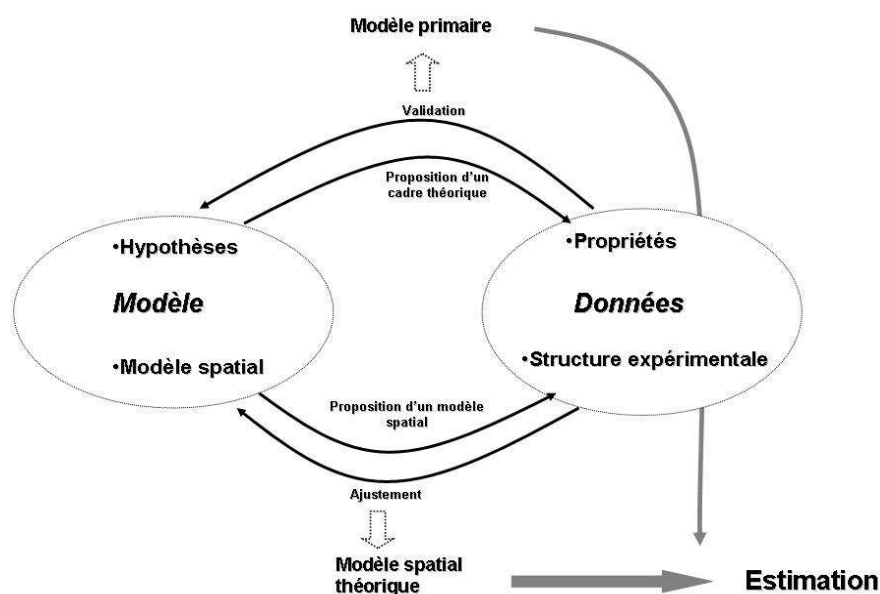 Modèle primaire
Validation
Proposition d'un
cadre théorique
•Hypothèses
•Propriétés
Modèle
Données
•Modèle spatial
•Structure expérimentale
Proposition d'un modèle
spatial
Ajustement
Modèle spatial
théorique
Estimation